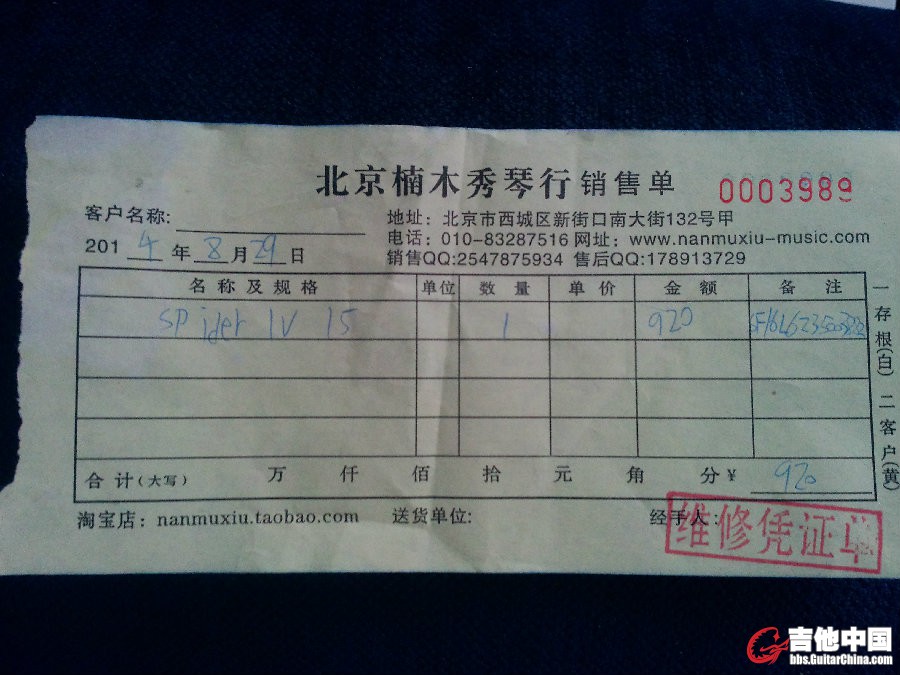 北京楠木秀琴行销售单 0003989
客户名称:
地址：北京市西城区新街口南大街132号甲
2014年8月29日
电话：010-83287516 网址：www.nanmuxiu-music.com
销售QQ:2547875934 售后QQ:178913729
名称及规格 单位 数量 单价 金额 备注
spider IV 15 1 920
合计(大写) 万 仟 佰 拾 元 角 分¥ 920
一存根(白) 二客户(黄)
淘宝店：nanmuxiu.taobao.com 送货单位: 经手人:
维修凭证单
吉他中国
bbs.GuitarChina.com